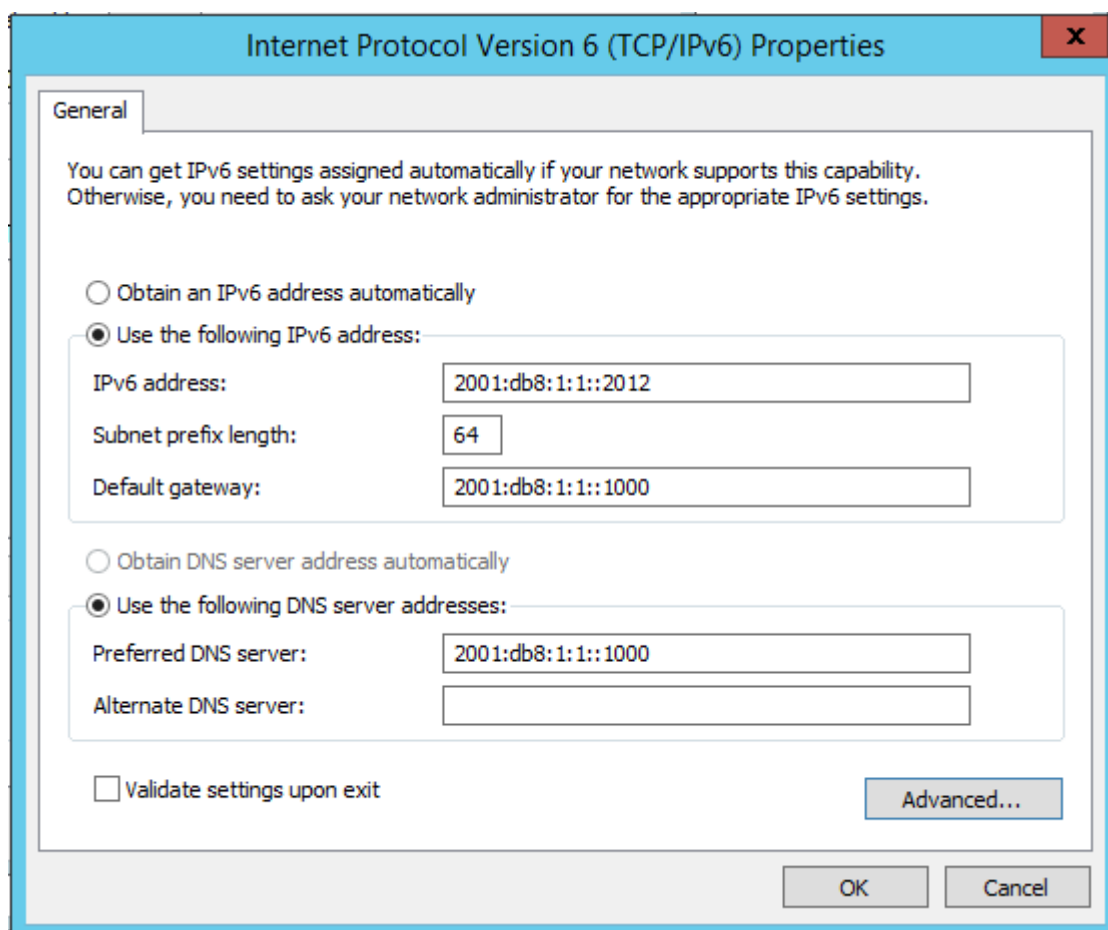 Internet Protocol Version 6 (TCP/IPv6) Properties
x
General
You can get IPv6 settings assigned automatically if your network supports this capability.
Otherwise, you need to ask your network administrator for the appropriate IPv6 settings.
Obtain an IPv6 address automatically
Use the following IPv6 address:
IPv6 address: 2001:db8:1:1::2012
Subnet prefix length: 64
Default gateway: 2001:db8:1:1::1000
Obtain DNS server address automatically
Use the following DNS server addresses:
Preferred DNS server: 2001:db8:1:1::1000
Alternate DNS server:
Validate settings upon exit
Advanced...
OK Cancel